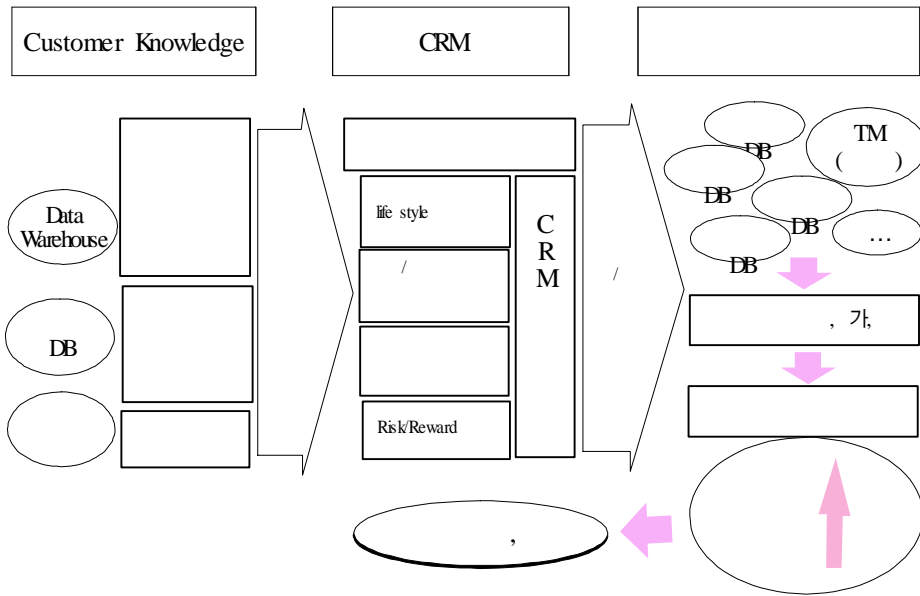 Customer Knowledge
CRM
Data
Warehouse
DB
life style
/
Risk/Reward
C
R
M
/
DB
TM
( )
DB
DB
DB
…
, 가,
,